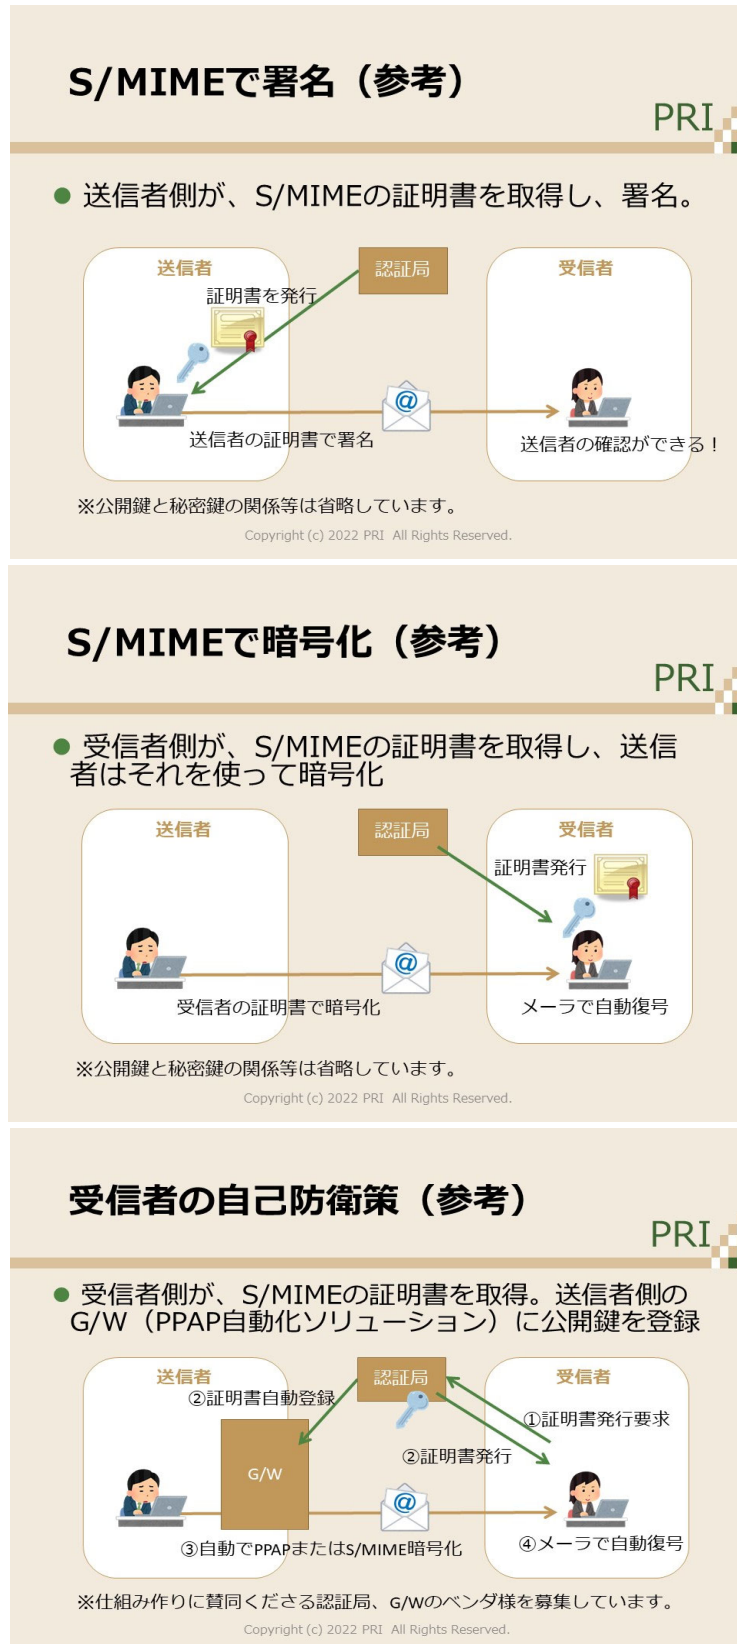 S/MIMEで署名（参考）
PRI
● 送信者側が、S/MIMEの証明書を取得し、署名。
送信者
認証局
受信者
証明書を発行
@
送信者の証明書で署名
送信者の確認ができる！
※公開鍵と秘密鍵の関係等は省略しています。
Copyright (c) 2022 PRI All Rights Reserved.
S/MIMEで暗号化（参考）
PRI
● 受信者側が、S/MIMEの証明書を取得し、送信
者はそれを使って暗号化
送信者
認証局
受信者
証明書発行
@
受信者の証明書で暗号化
メーラで自動復号
※公開鍵と秘密鍵の関係等は省略しています。
Copyright (c) 2022 PRI All Rights Reserved.
受信者の自己防衛策（参考）
PRI
● 受信者側が、S/MIMEの証明書を取得。送信者側の
G/W（PPAP自動化ソリューション）に公開鍵を登録
送信者
認証局
受信者
②証明書自動登録
①証明書発行要求
②証明書発行
G/W
@
③自動でPPAPまたはS/MIME暗号化
④メーラで自動復号
※仕組み作りに賛同くださる認証局、G/Wのベンダ様を募集しています。
Copyright (c) 2022 PRI All Rights Reserved.